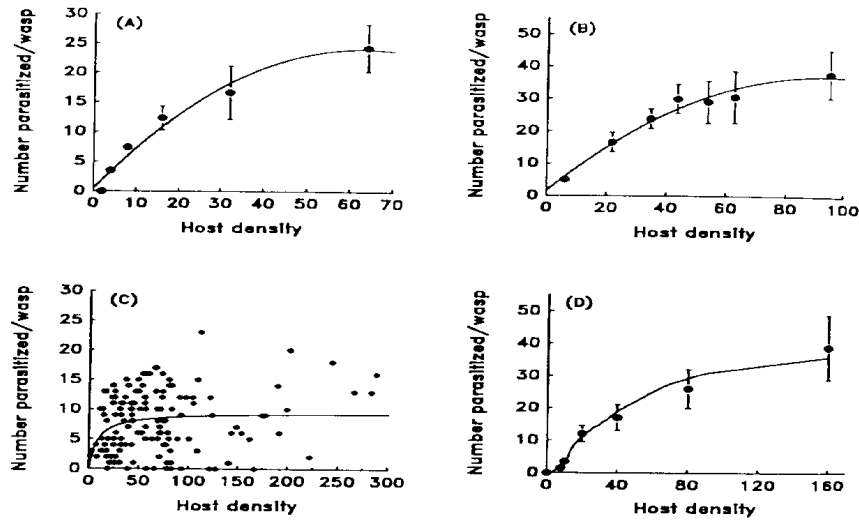 (A)
Number parasitized/wasp
30
25
20
15
10
5
0
0 10 20 30 40 50 60 70
Host density
(B)
Number parasitized/wasp
50
40
30
20
10
0
0 20 40 60 80 100
Host density
(C)
Number parasitized/wasp
30
25
20
15
10
5
0
0 50 100 150 200 250 300
Host density
(D)
Number parasitized/wasp
50
40
30
20
10
0
0 40 80 120 160
Host density